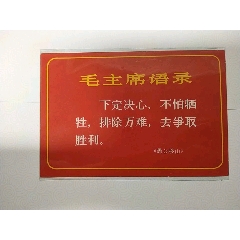 毛主席语录
下定决心、不怕牺
牲，排除万难，去争取
胜利。